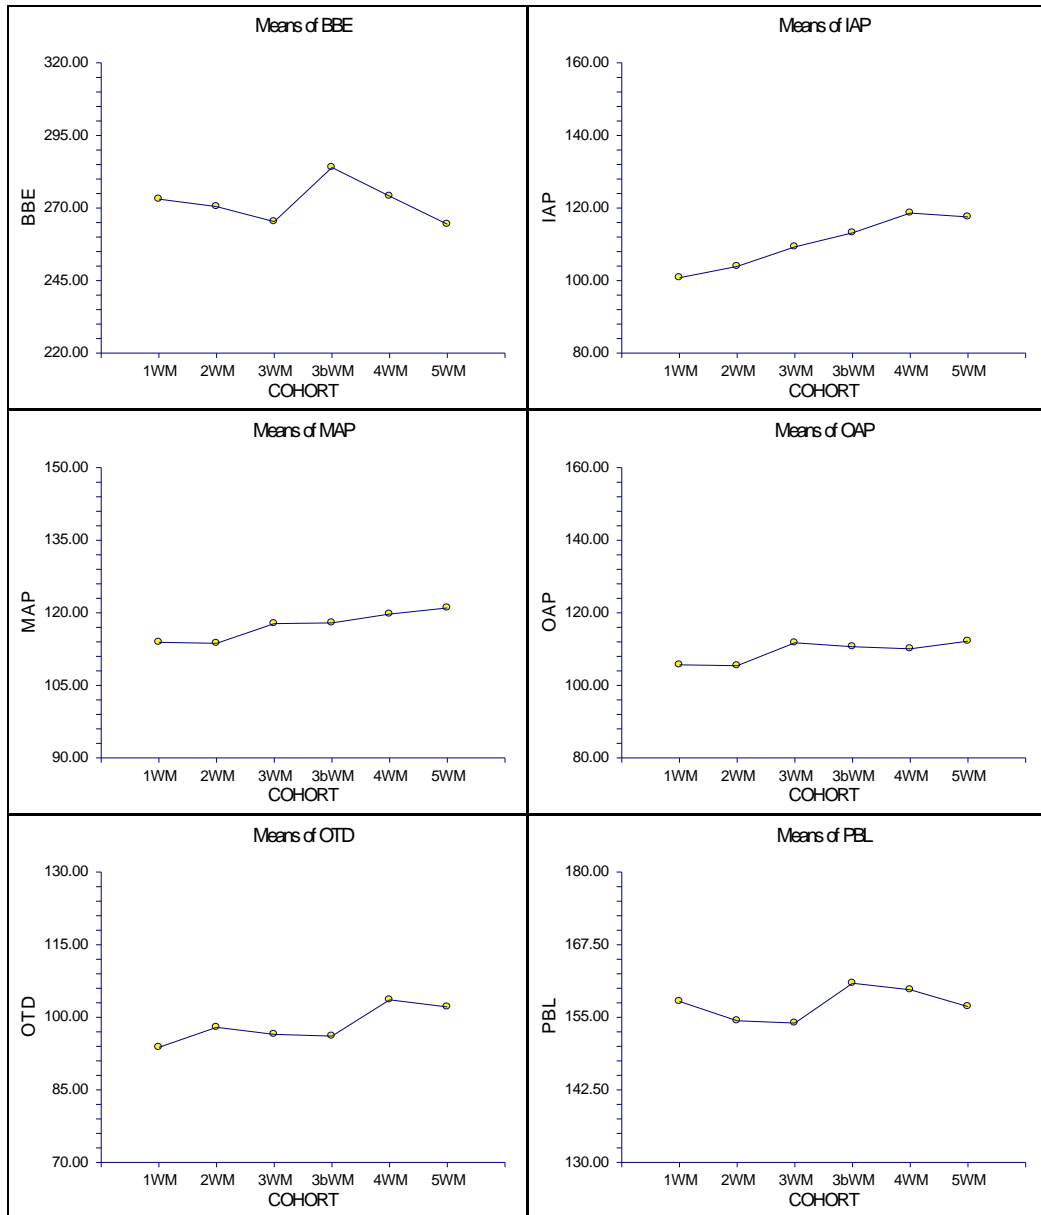 Means of BBE
320.00
295.00
270.00
245.00
220.00
BBE
1WM 2WM 3WM 3bWM 4WM 5WM
COHORT
Means of IAP
160.00
140.00
120.00
100.00
80.00
IAP
1WM 2WM 3WM 3bWM 4WM 5WM
COHORT
Means of MAP
150.00
135.00
120.00
105.00
90.00
MAP
1WM 2WM 3WM 3bWM 4WM 5WM
COHORT
Means of OAP
160.00
140.00
120.00
100.00
80.00
OAP
1WM 2WM 3WM 3bWM 4WM 5WM
COHORT
Means of OTD
130.00
115.00
100.00
85.00
70.00
OTD
1WM 2WM 3WM 3bWM 4WM 5WM
COHORT
Means of PBL
180.00
167.50
155.00
142.50
130.00
PBL
1WM 2WM 3WM 3bWM 4WM 5WM
COHORT